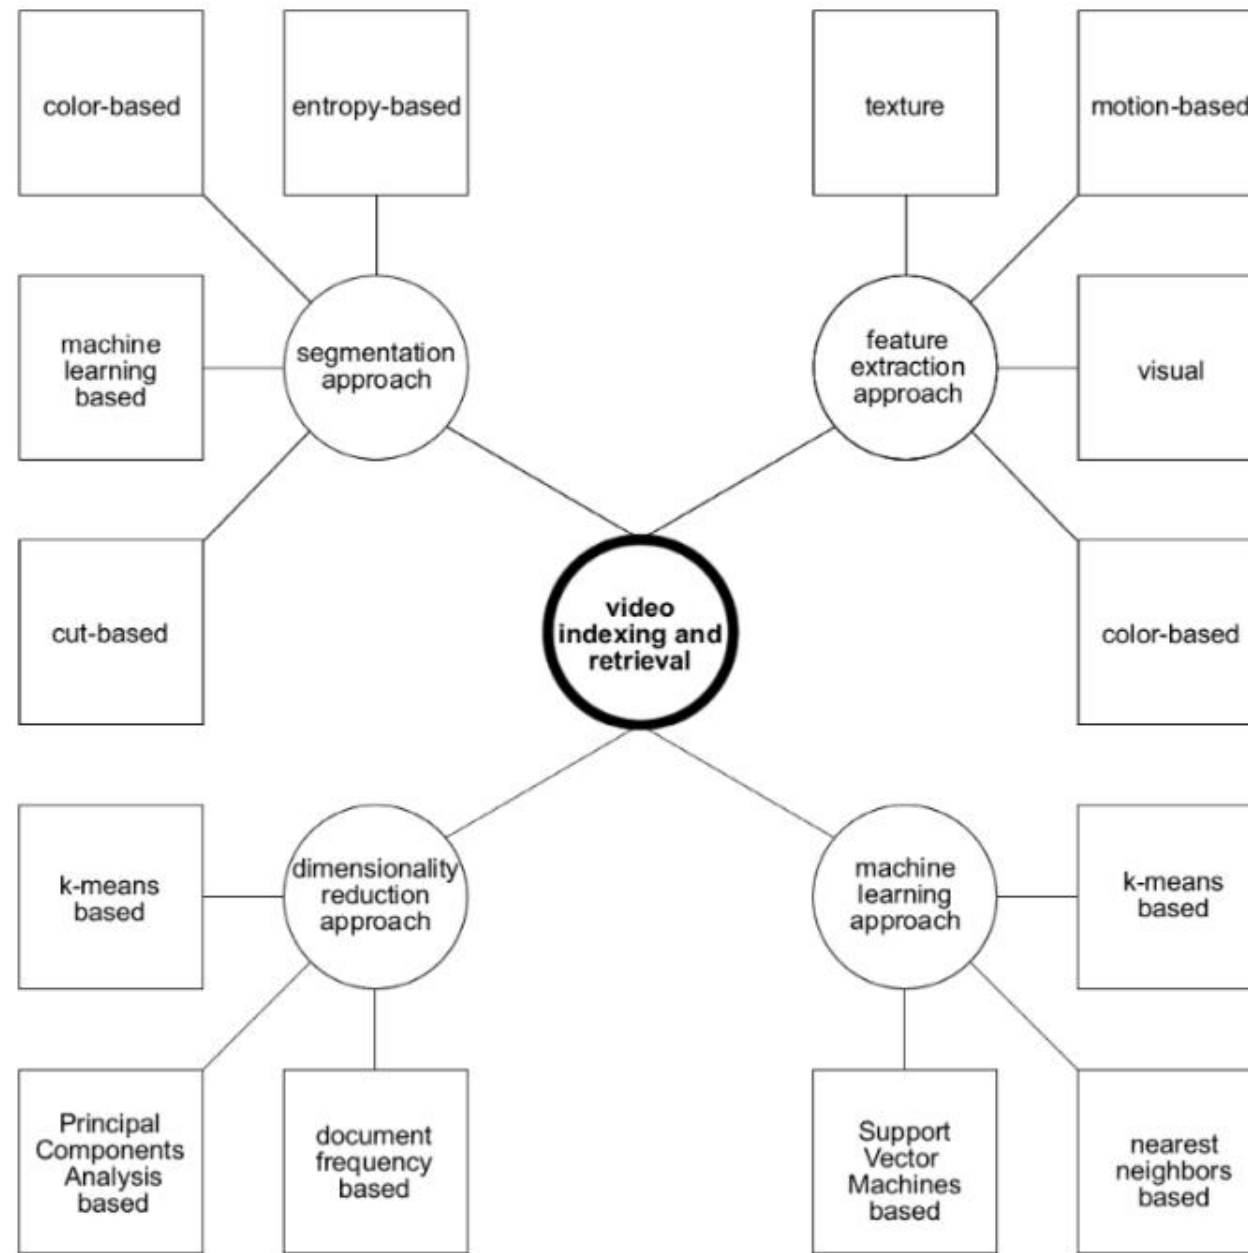 color-based
entropy-based
texture
motion-based
machine
learning
based
segmentation
approach
feature
extraction
approach
visual
cut-based
video
indexing and
retrieval
color-based
k-means
based
dimensionality
reduction
approach
machine
learning
approach
k-means
based
Principal
Components
Analysis
based
document
frequency
based
Support
Vector
Machines
based
nearest
neighbors
based